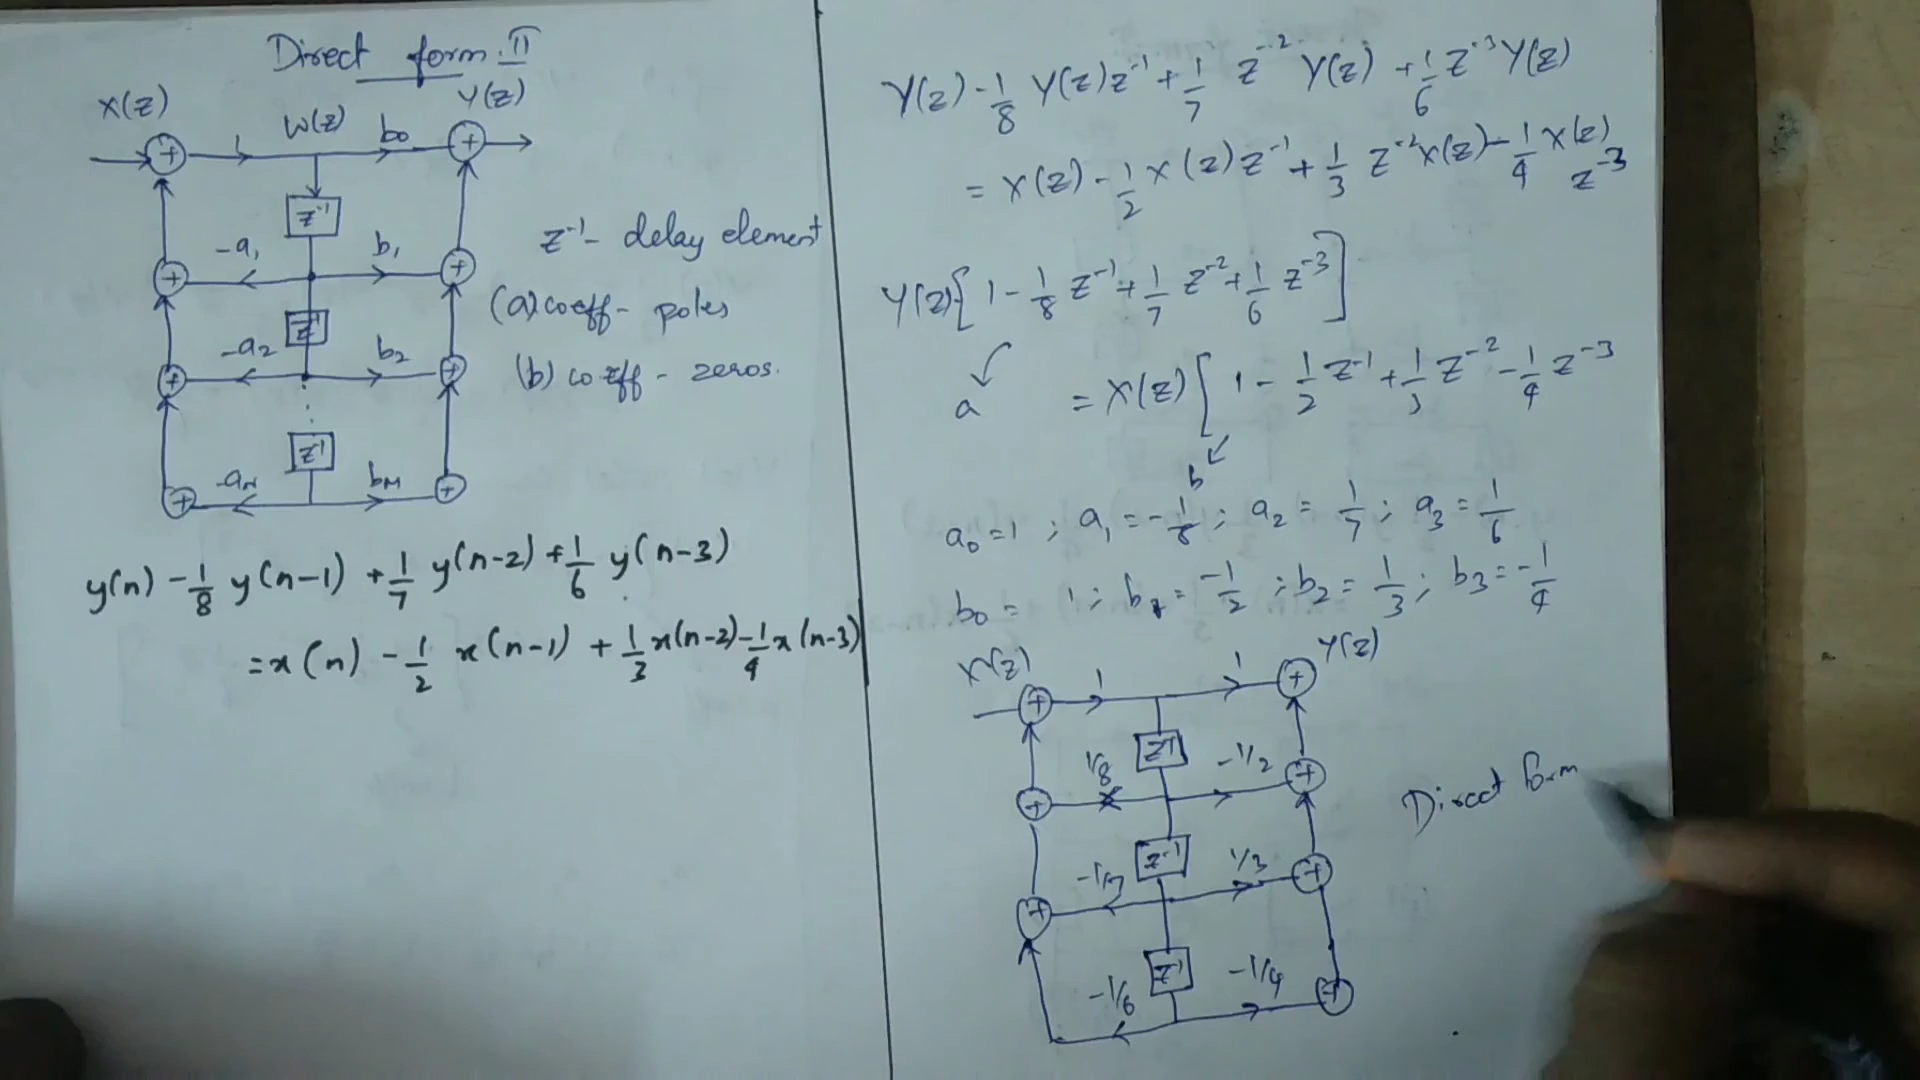 Direct form II
X(z) Y(z)
1 W(z) b₀
z⁻¹
-a₁ b₁
z⁻¹
-a₂ b₂
z⁻¹
-a_N b_M
z⁻¹ - delay element
(a) coeff - poles
(b) coeff - zeros.
y(n) - 1/8 y(n-1) + 1/7 y(n-2) + 1/6 y(n-3)
= x(n) - 1/2 x(n-1) + 1/3 x(n-2) - 1/4 x(n-3)
Y(z) - 1/8 Y(z) z⁻¹ + 1/7 z⁻² Y(z) + 1/6 z⁻³ Y(z)
= X(z) - 1/2 X(z) z⁻¹ + 1/3 z⁻² X(z) - 1/4 X(z) z⁻³
Y(z) [ 1 - 1/8 z⁻¹ + 1/7 z⁻² + 1/6 z⁻³ ]
a = X(z) [ 1 - 1/2 z⁻¹ + 1/3 z⁻² - 1/4 z⁻³
b
a₀ = 1 ; a₁ = -1/8 ; a₂ = 1/7 ; a₃ = 1/6
b₀ = 1 ; b₁ = -1/2 ; b₂ = 1/3 ; b₃ = -1/4
X(z) Y(z)
1 1
z⁻¹
1/8 -1/2
z⁻¹
-1/7 1/3
z⁻¹
-1/6 -1/4
Direct form